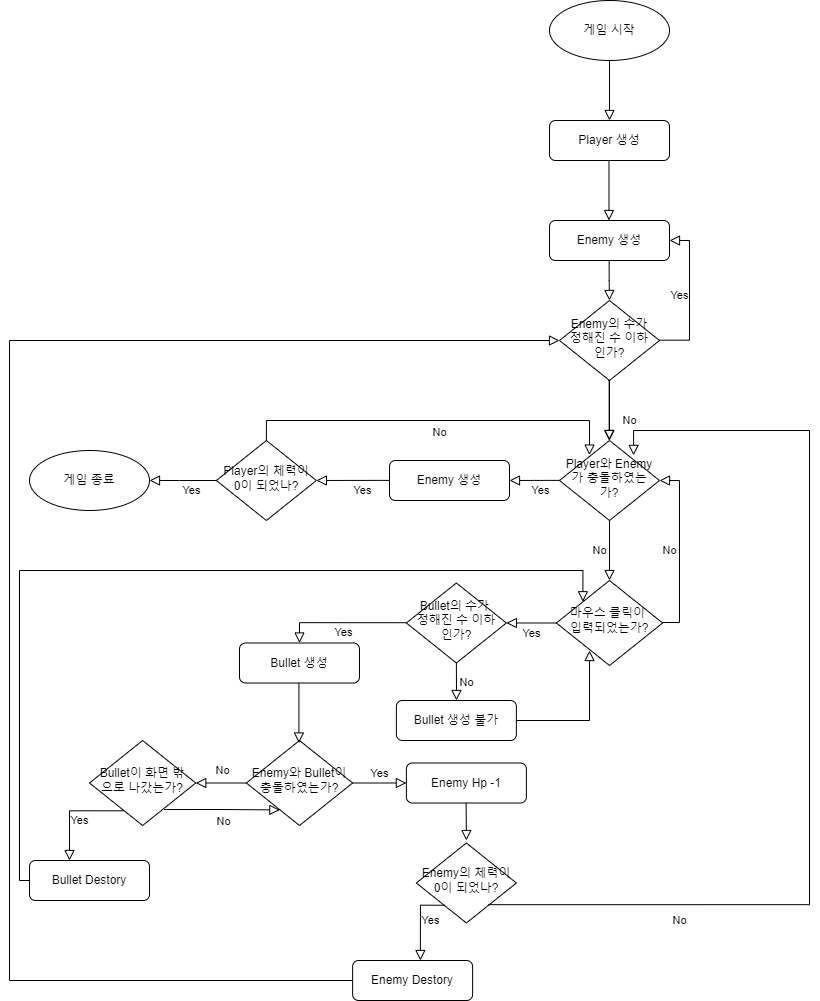 게임 시작
Player 생성
Enemy 생성
Yes
Enemy의 수가
정해진 수 이하
인가?
No
No
Player의 체력이
0이 되었나?
게임 종료
Yes
Yes
Enemy 생성
Yes
Player와 Enemy
가 충돌하였는
가?
No
No
Bullet의 수가
정해진 수 이하
인가?
마우스 클릭이
입력되었는가?
Yes
Yes
Bullet 생성
No
Bullet 생성 불가
Bullet이 화면 밖
으로 나갔는가?
No
No
Enemy와 Bullet이
충돌하였는가?
Yes
Enemy Hp -1
Yes
Bullet Destory
Enemy의 체력이
0이 되었나?
Yes
No
Enemy Destory